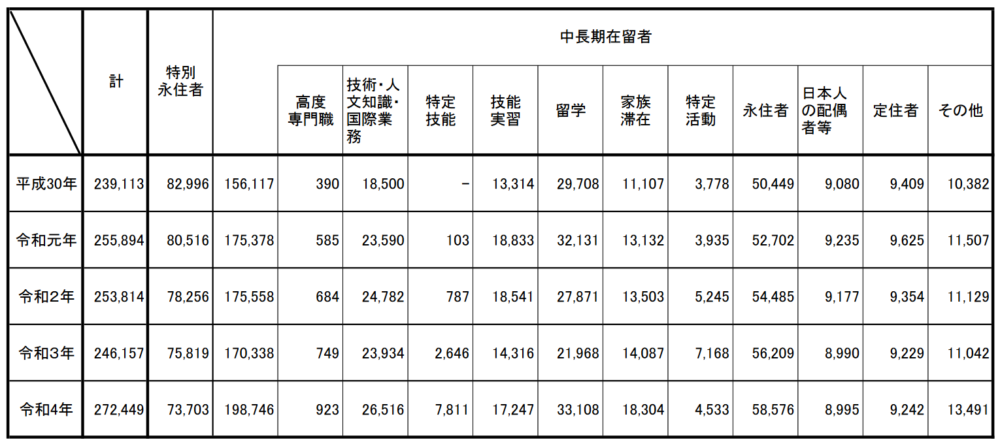 計
特別
永住者
中長期在留者
高度
専門職
技術・人
文知識・
国際業
務
特定
技能
技能
実習
留学
家族
滞在
特定
活動
永住者
日本人
の配偶
者等
定住者
その他
平成30年 239,113 82,996 156,117 390 18,500 － 13,314 29,708 11,107 3,778 50,449 9,080 9,409 10,382
令和元年 255,894 80,516 175,378 585 23,590 103 18,833 32,131 13,132 3,935 52,702 9,235 9,625 11,507
令和２年 253,814 78,256 175,558 684 24,782 787 18,541 27,871 13,503 5,245 54,485 9,177 9,354 11,129
令和３年 246,157 75,819 170,338 749 23,934 2,646 14,316 21,968 14,087 7,168 56,209 8,990 9,229 11,042
令和4年 272,449 73,703 198,746 923 26,516 7,811 17,247 33,108 18,304 4,533 58,576 8,995 9,242 13,491